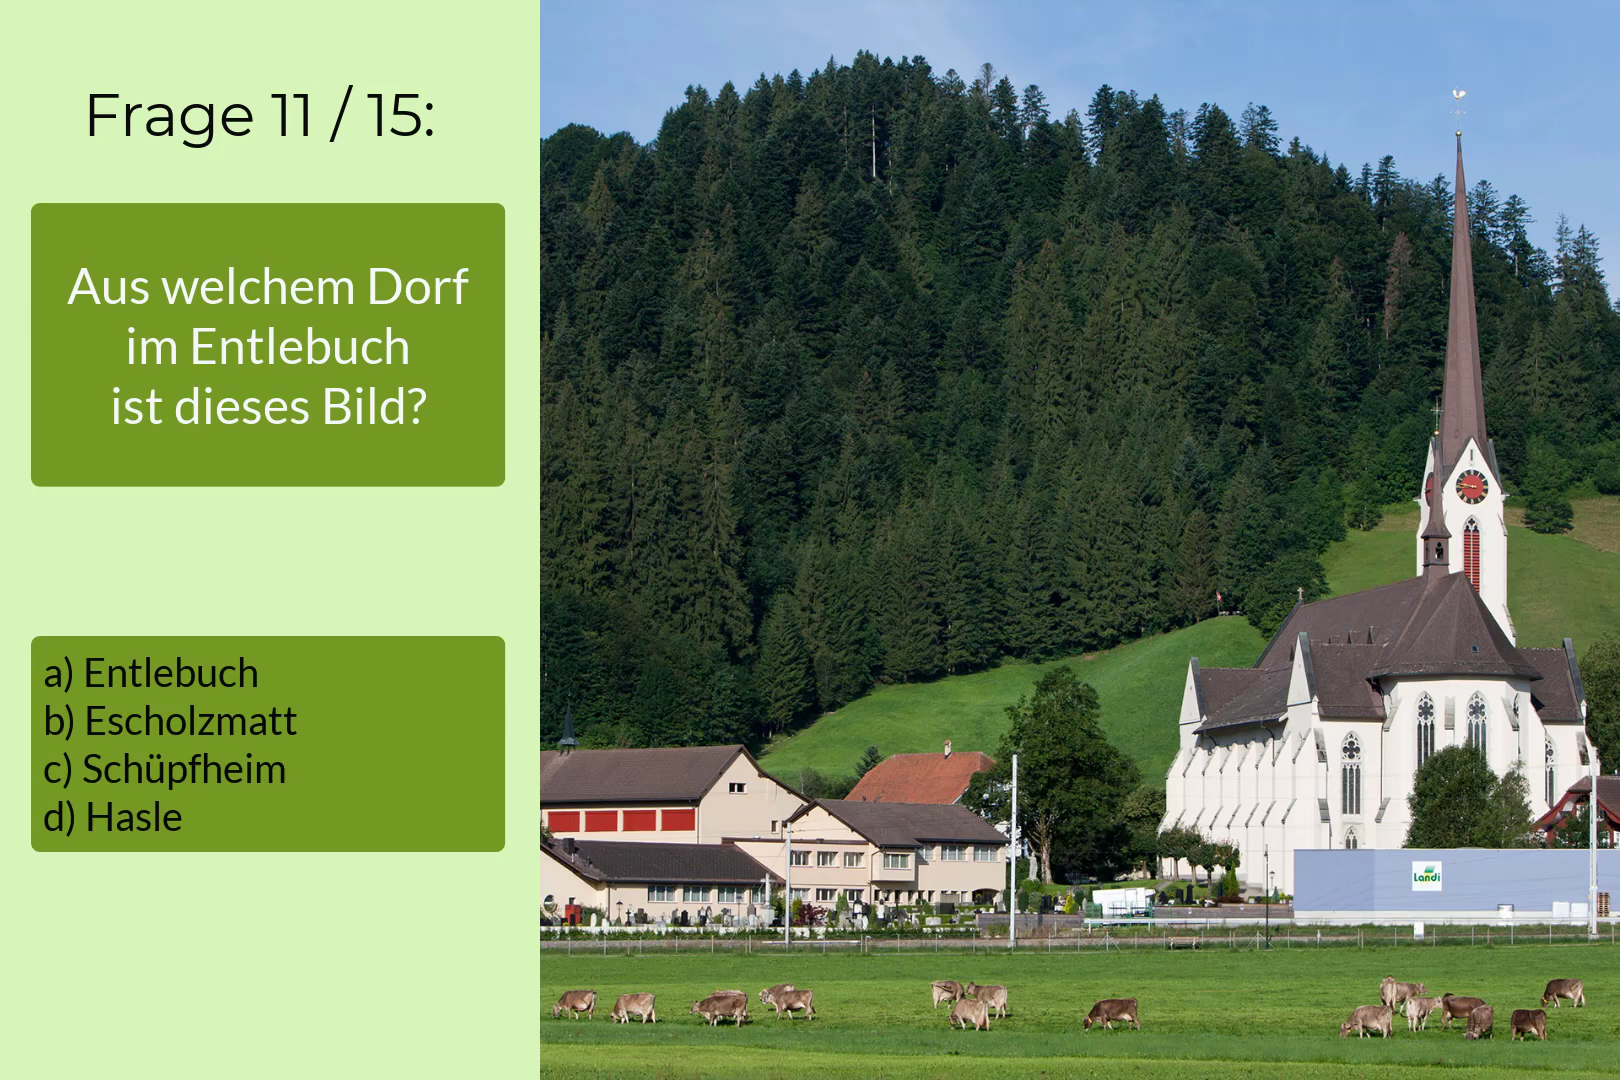 Frage 11 / 15:
Aus welchem Dorf
im Entlebuch
ist dieses Bild?
a) Entlebuch
b) Escholzmatt
c) Schüpfheim
d) Hasle
Landi